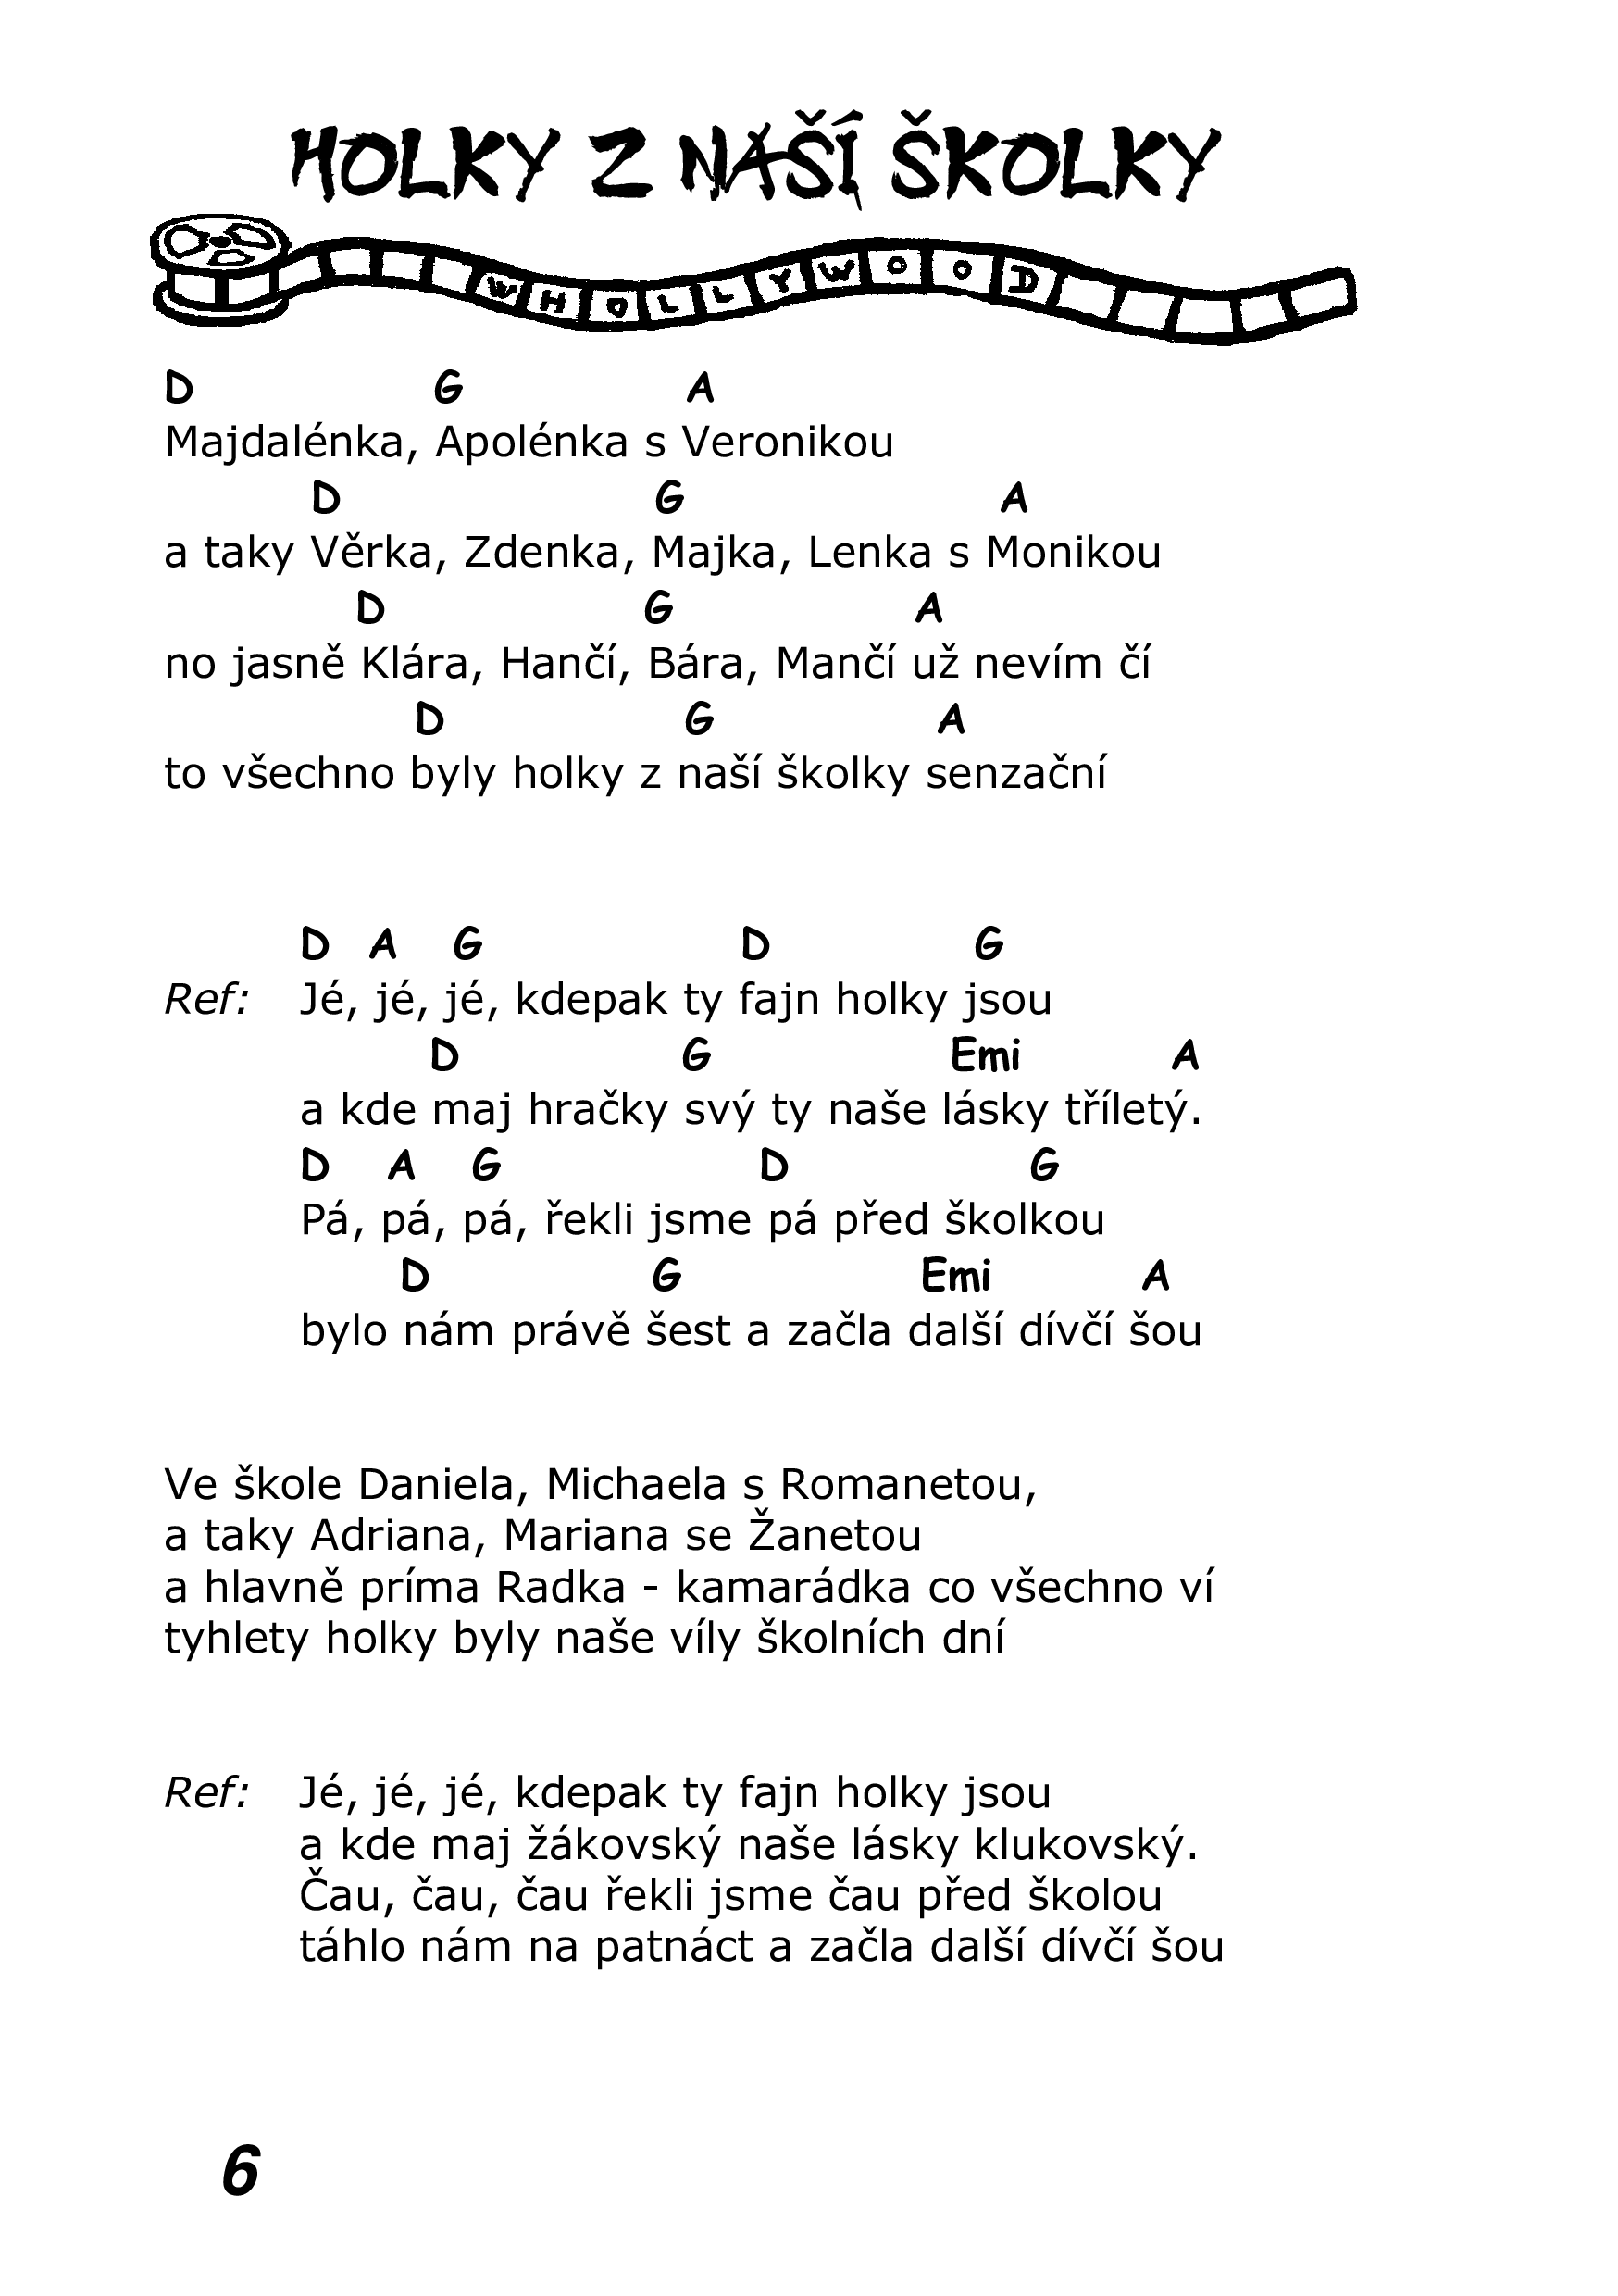 HOLKY Z NAŠÍ ŠKOLKY
WHOLLYWOOD
D G A
Majdalénka, Apolénka s Veronikou
D G A
a taky Věrka, Zdenka, Majka, Lenka s Monikou
D G A
no jasně Klára, Hančí, Bára, Mančí už nevím čí
D G A
to všechno byly holky z naší školky senzační
D A G D G
Ref: Jé, jé, jé, kdepak ty fajn holky jsou
D G Emi A
a kde maj hračky svý ty naše lásky tříletý.
D A G D G
Pá, pá, pá, řekli jsme pá před školkou
D G Emi A
bylo nám právě šest a začla další dívčí šou
Ve škole Daniela, Michaela s Romanetou,
a taky Adriana, Mariana se Žanetou
a hlavně príma Radka - kamarádka co všechno ví
tyhlety holky byly naše víly školních dní
Ref: Jé, jé, jé, kdepak ty fajn holky jsou
a kde maj žákovský naše lásky klukovský.
Čau, čau, čau řekli jsme čau před školou
táhlo nám na patnáct a začla další dívčí šou
6